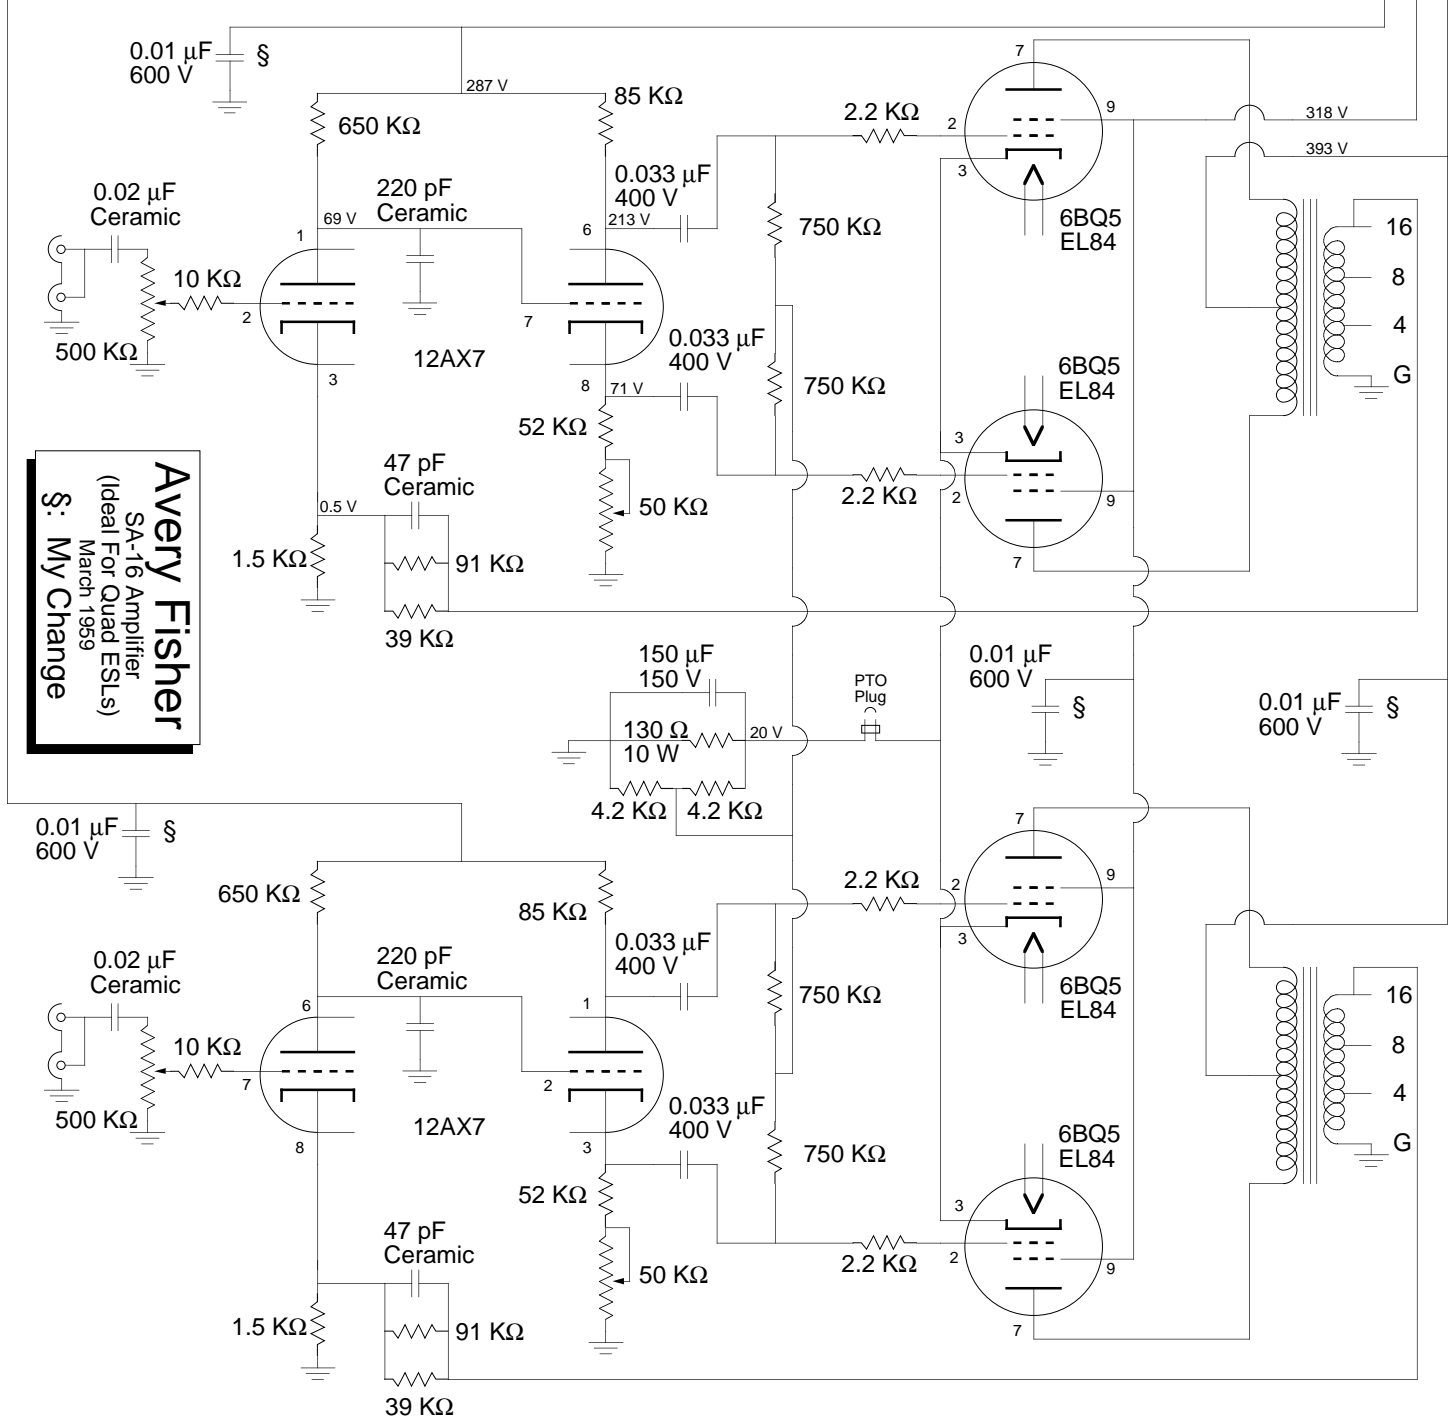 0.01 µF
600 V
§
287 V
650 KΩ
85 KΩ
0.02 µF
Ceramic
10 KΩ
500 KΩ
69 V
1
2
3
220 pF
Ceramic
12AX7
0.033 µF
400 V
213 V
6
7
8
71 V
0.033 µF
400 V
52 KΩ
50 KΩ
750 KΩ
750 KΩ
2.2 KΩ
2.2 KΩ
7
2
9
3
6BQ5
EL84
6BQ5
EL84
3
2
9
7
318 V
393 V
16
8
4
G
Avery Fisher
SA-16 Amplifier
(Ideal For Quad ESLs)
March 1959
§: My Change
0.5 V
1.5 KΩ
47 pF
Ceramic
91 KΩ
39 KΩ
150 µF
150 V
130 Ω
10 W
20 V
4.2 KΩ
4.2 KΩ
PTO
Plug
0.01 µF
600 V
§
0.01 µF
600 V
§
0.01 µF
600 V
§
650 KΩ
85 KΩ
0.02 µF
Ceramic
10 KΩ
500 KΩ
6
7
8
220 pF
Ceramic
12AX7
0.033 µF
400 V
1
2
3
0.033 µF
400 V
52 KΩ
50 KΩ
750 KΩ
750 KΩ
2.2 KΩ
2.2 KΩ
7
2
9
3
6BQ5
EL84
6BQ5
EL84
3
2
9
7
16
8
4
G
1.5 KΩ
47 pF
Ceramic
91 KΩ
39 KΩ